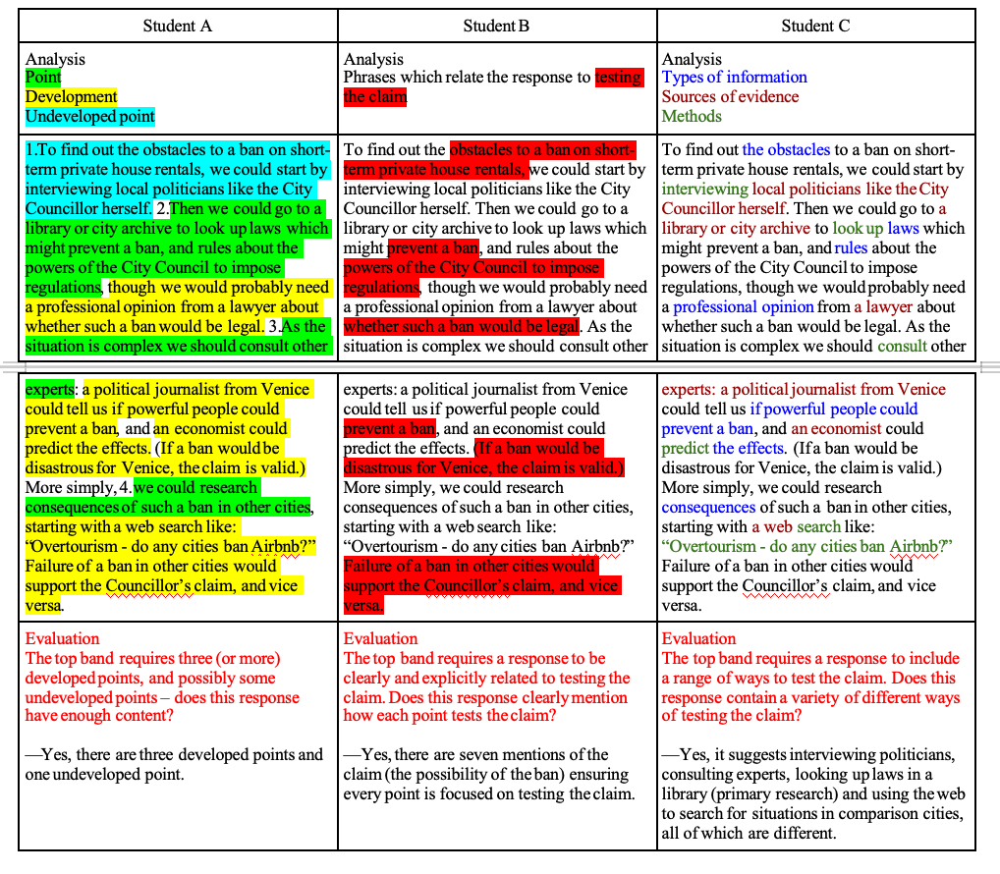 Student A
Student B
Student C
Analysis
Point
Development
Undeveloped point
Analysis
Phrases which relate the response to testing
the claim
Analysis
Types of information
Sources of evidence
Methods
1.To find out the obstacles to a ban on short-
term private house rentals, we could start by
interviewing local politicians like the City
Councillor herself. 2.Then we could go to a
library or city archive to look up laws which
might prevent a ban, and rules about the
powers of the City Council to impose
regulations, though we would probably need
a professional opinion from a lawyer about
whether such a ban would be legal. 3.As the
situation is complex we should consult other
To find out the obstacles to a ban on short-
term private house rentals, we could start by
interviewing local politicians like the City
Councillor herself. Then we could go to a
library or city archive to look up laws which
might prevent a ban, and rules about the
powers of the City Council to impose
regulations, though we would probably need
a professional opinion from a lawyer about
whether such a ban would be legal. As the
situation is complex we should consult other
To find out the obstacles to a ban on short-
term private house rentals, we could start by
interviewing local politicians like the City
Councillor herself. Then we could go to a
library or city archive to look up laws which
might prevent a ban, and rules about the
powers of the City Council to impose
regulations, though we would probably need
a professional opinion from a lawyer about
whether such a ban would be legal. As the
situation is complex we should consult other
experts: a political journalist from Venice
could tell us if powerful people could
prevent a ban, and an economist could
predict the effects. (If a ban would be
disastrous for Venice, the claim is valid.)
More simply, 4.we could research
consequences of such a ban in other cities,
starting with a web search like:
“Overtourism - do any cities ban Airbnb?”
Failure of a ban in other cities would
support the Councillor’s claim, and vice
versa.
experts: a political journalist from Venice
could tell us if powerful people could
prevent a ban, and an economist could
predict the effects. (If a ban would be
disastrous for Venice, the claim is valid.)
More simply, we could research
consequences of such a ban in other cities,
starting with a web search like:
“Overtourism - do any cities ban Airbnb?”
Failure of a ban in other cities would
support the Councillor’s claim, and vice
versa.
experts: a political journalist from Venice
could tell us if powerful people could
prevent a ban, and an economist could
predict the effects. (If a ban would be
disastrous for Venice, the claim is valid.)
More simply, we could research
consequences of such a ban in other cities,
starting with a web search like:
“Overtourism - do any cities ban Airbnb?”
Failure of a ban in other cities would
support the Councillor’s claim, and vice
versa.
Evaluation
The top band requires three (or more)
developed points, and possibly some
undeveloped points – does this response
have enough content?
—Yes, there are three developed points and
one undeveloped point.
Evaluation
The top band requires a response to be
clearly and explicitly related to testing the
claim. Does this response clearly mention
how each point tests the claim?
—Yes, there are seven mentions of the
claim (the possibility of the ban) ensuring
every point is focused on testing the claim.
Evaluation
The top band requires a response to include
a range of ways to test the claim. Does this
response contain a variety of different ways
of testing the claim?
—Yes, it suggests interviewing politicians,
consulting experts, looking up laws in a
library (primary research) and using the web
to search for situations in comparison cities,
all of which are different.